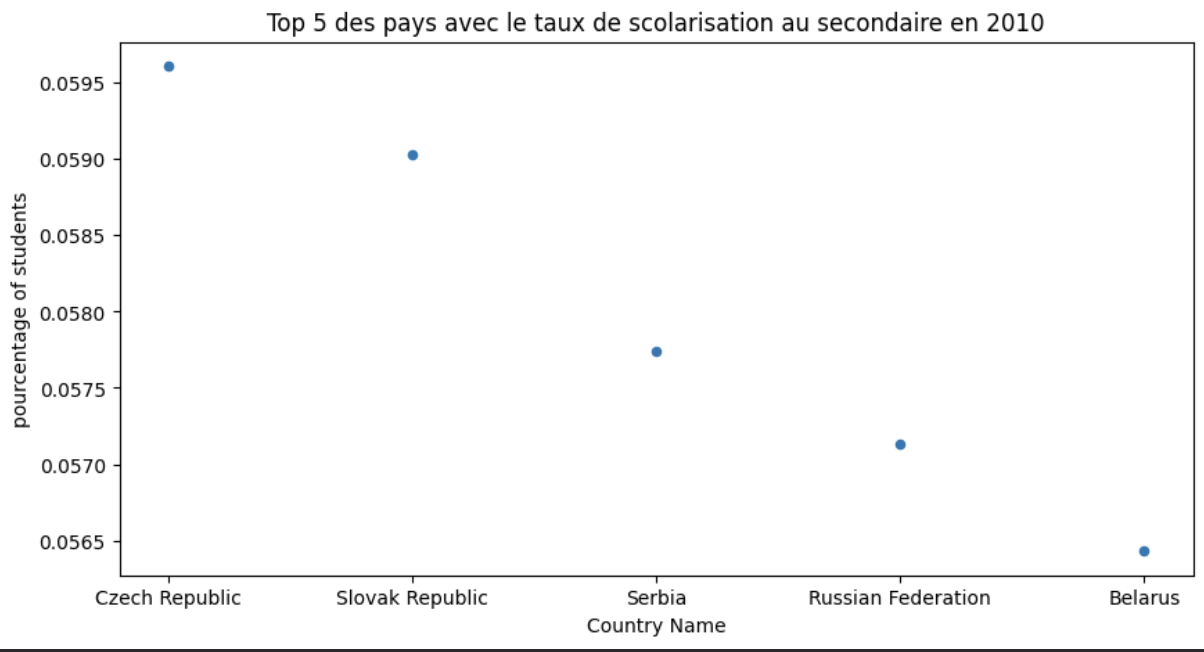 Top 5 des pays avec le taux de scolarisation au secondaire en 2010
pourcentage of students
0.0595
0.0590
0.0585
0.0580
0.0575
0.0570
0.0565
Czech Republic Slovak Republic Serbia Russian Federation Belarus
Country Name